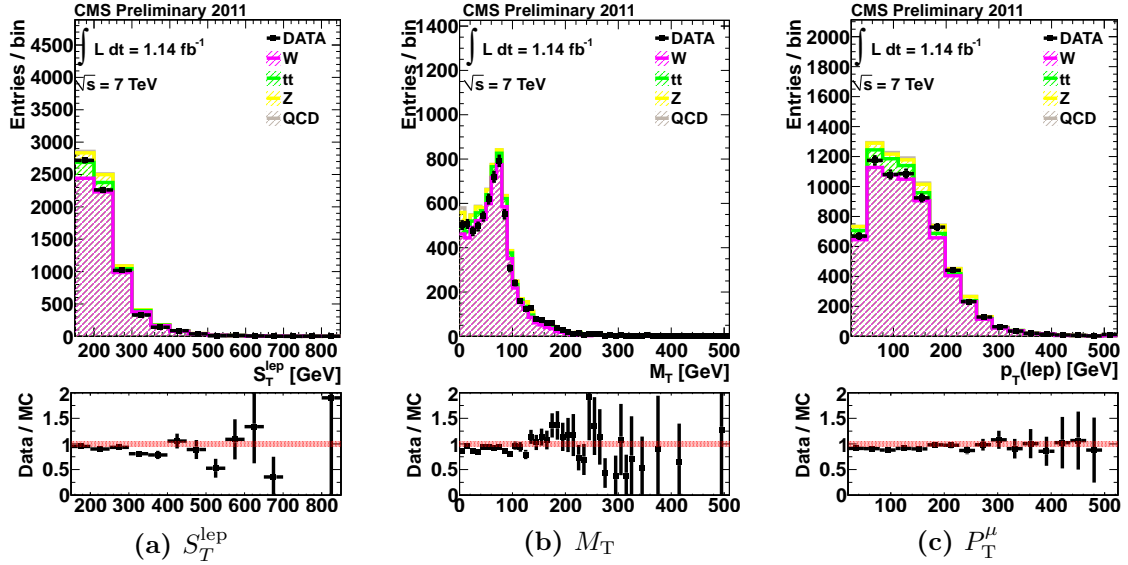 CMS Preliminary 2011
Entries / bin
4500
4000
3500
3000
2500
2000
1500
1000
500
0
∫ L dt = 1.14 fb⁻¹
√s = 7 TeV
DATA
W
tt
Z
QCD
200 300 400 500 600 700 800
S_T^lep [GeV]
Data / MC
2
1.5
1
0.5
0
200 300 400 500 600 700 800
(a) S_T^lep
CMS Preliminary 2011
Entries / bin
1400
1200
1000
800
600
400
200
0
∫ L dt = 1.14 fb⁻¹
√s = 7 TeV
DATA
W
tt
Z
QCD
0 100 200 300 400 500
M_T [GeV]
Data / MC
2
1.5
1
0.5
0
0 100 200 300 400 500
(b) M_T
CMS Preliminary 2011
Entries / bin
2000
1800
1600
1400
1200
1000
800
600
400
200
0
∫ L dt = 1.14 fb⁻¹
√s = 7 TeV
DATA
W
tt
Z
QCD
100 200 300 400 500
p_T(lep) [GeV]
Data / MC
2
1.5
1
0.5
0
100 200 300 400 500
(c) P_T^μ